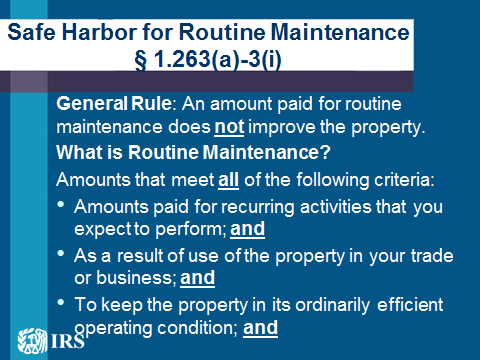 Safe Harbor for Routine Maintenance
§ 1.263(a)-3(i)
General Rule: An amount paid for routine
maintenance does not improve the property.
What is Routine Maintenance?
Amounts that meet all of the following criteria:
• Amounts paid for recurring activities that you
expect to perform; and
• As a result of use of the property in your trade
or business; and
• To keep the property in its ordinarily efficient
operating condition; and
IRS